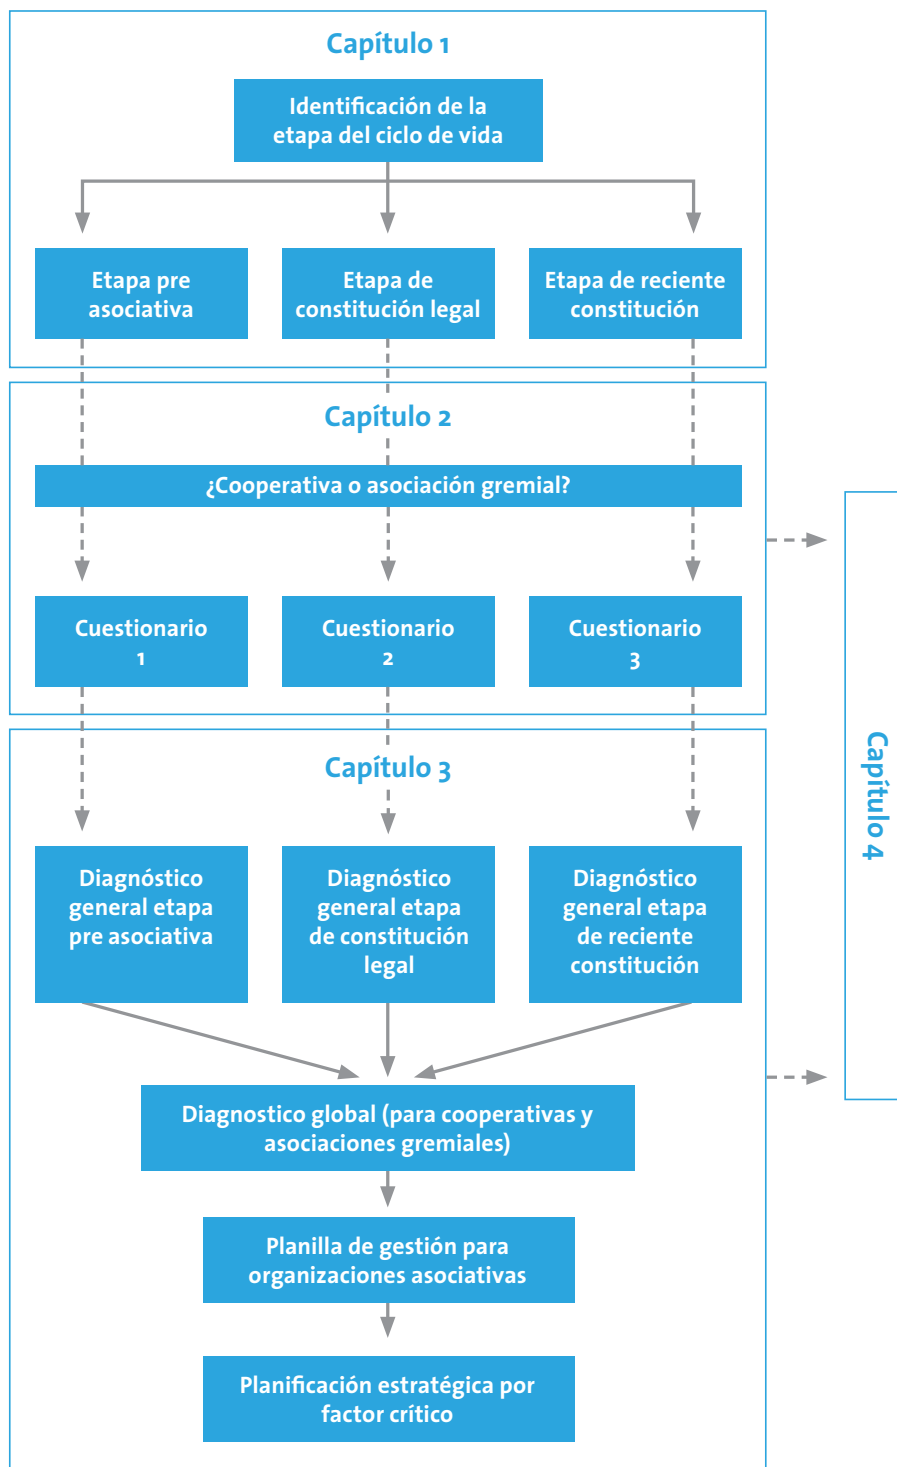 Capítulo 1
Identificación de la
etapa del ciclo de vida
Etapa pre
asociativa
Etapa de
constitución legal
Etapa de reciente
constitución
Capítulo 2
¿Cooperativa o asociación gremial?
Cuestionario
1
Cuestionario
2
Cuestionario
3
Capítulo 3
Diagnóstico
general etapa
pre asociativa
Diagnóstico
general etapa
de constitución
legal
Diagnóstico
general etapa
de reciente
constitución
Diagnostico global (para cooperativas y
asociaciones gremiales)
Planilla de gestión para
organizaciones asociativas
Planificación estratégica por
factor crítico
Capítulo 4